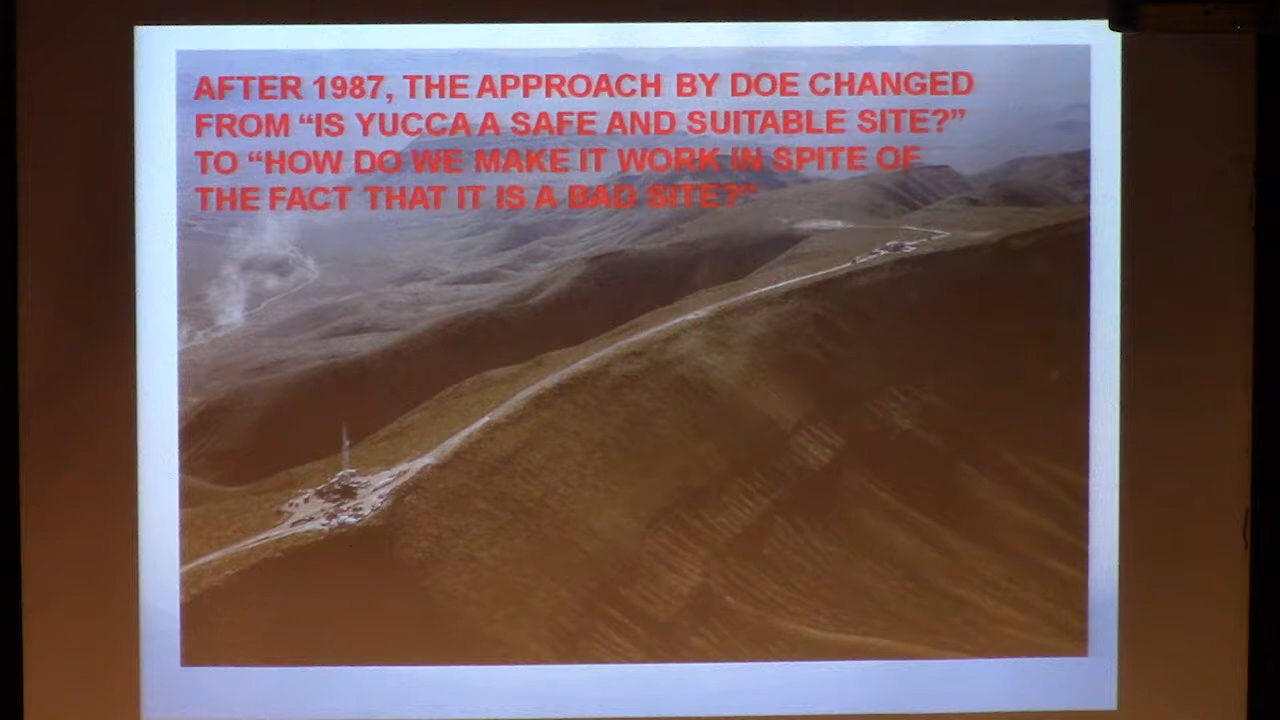 AFTER 1987, THE APPROACH BY DOE CHANGED
FROM “IS YUCCA A SAFE AND SUITABLE SITE?”
TO “HOW DO WE MAKE IT WORK IN SPITE OF
THE FACT THAT IT IS A BAD SITE?”